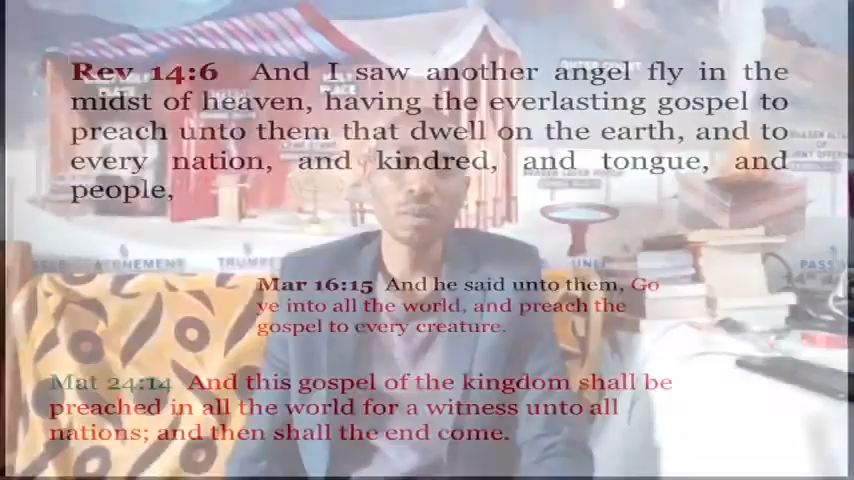 Rev 14:6 And I saw another angel fly in the
midst of heaven, having the everlasting gospel to
preach unto them that dwell on the earth, and to
every nation, and kindred, and tongue, and
people,
Mar 16:15 And he said unto them, Go
ye into all the world, and preach the
gospel to every creature.
Mat 24:14 And this gospel of the kingdom shall be
preached in all the world for a witness unto all
nations; and then shall the end come.